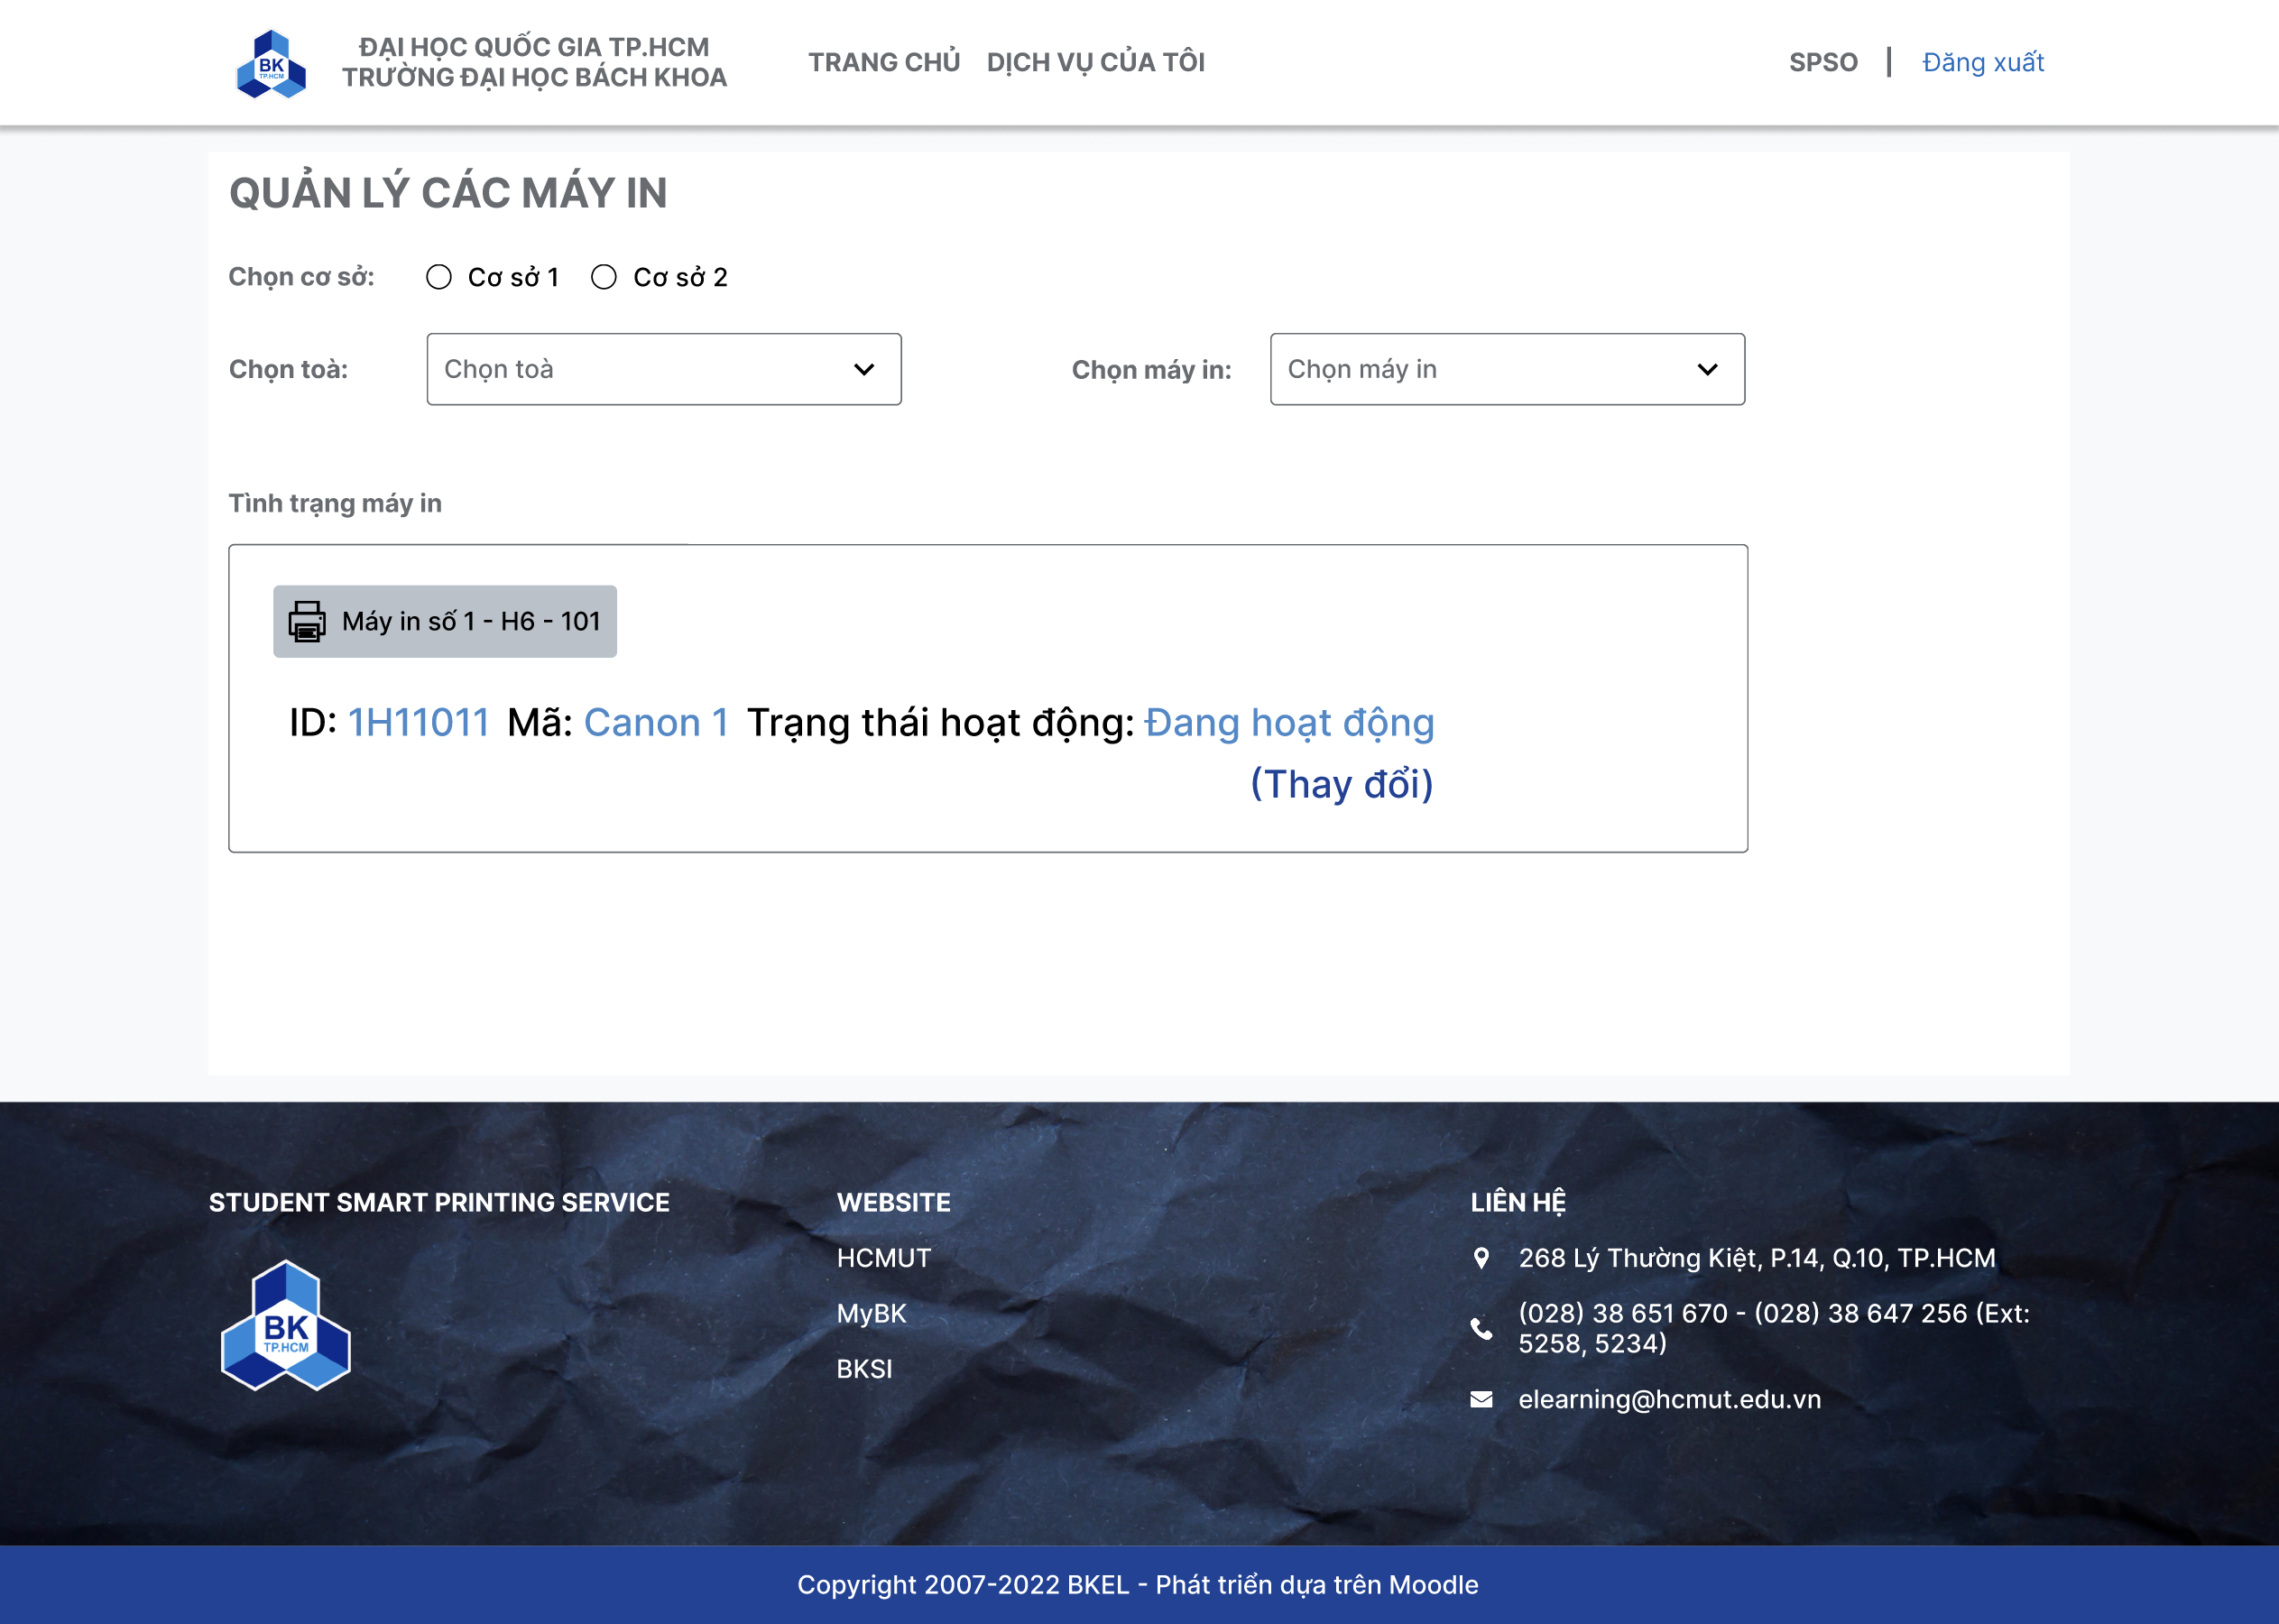 BK
TP.HCM
ĐẠI HỌC QUỐC GIA TP.HCM
TRƯỜNG ĐẠI HỌC BÁCH KHOA
TRANG CHỦ
DỊCH VỤ CỦA TÔI
SPSO
Đăng xuất
QUẢN LÝ CÁC MÁY IN
Chọn cơ sở:
Cơ sở 1
Cơ sở 2
Chọn toà:
Chọn toà
Chọn máy in:
Chọn máy in
Tình trạng máy in
Máy in số 1 - H6 - 101
ID: 1H11011 Mã: Canon 1 Trạng thái hoạt động: Đang hoạt động
(Thay đổi)
STUDENT SMART PRINTING SERVICE
BK
TP.HCM
WEBSITE
HCMUT
MyBK
BKSI
LIÊN HỆ
268 Lý Thường Kiệt, P.14, Q.10, TP.HCM
(028) 38 651 670 - (028) 38 647 256 (Ext:
5258, 5234)
elearning@hcmut.edu.vn
Copyright 2007-2022 BKEL - Phát triển dựa trên Moodle